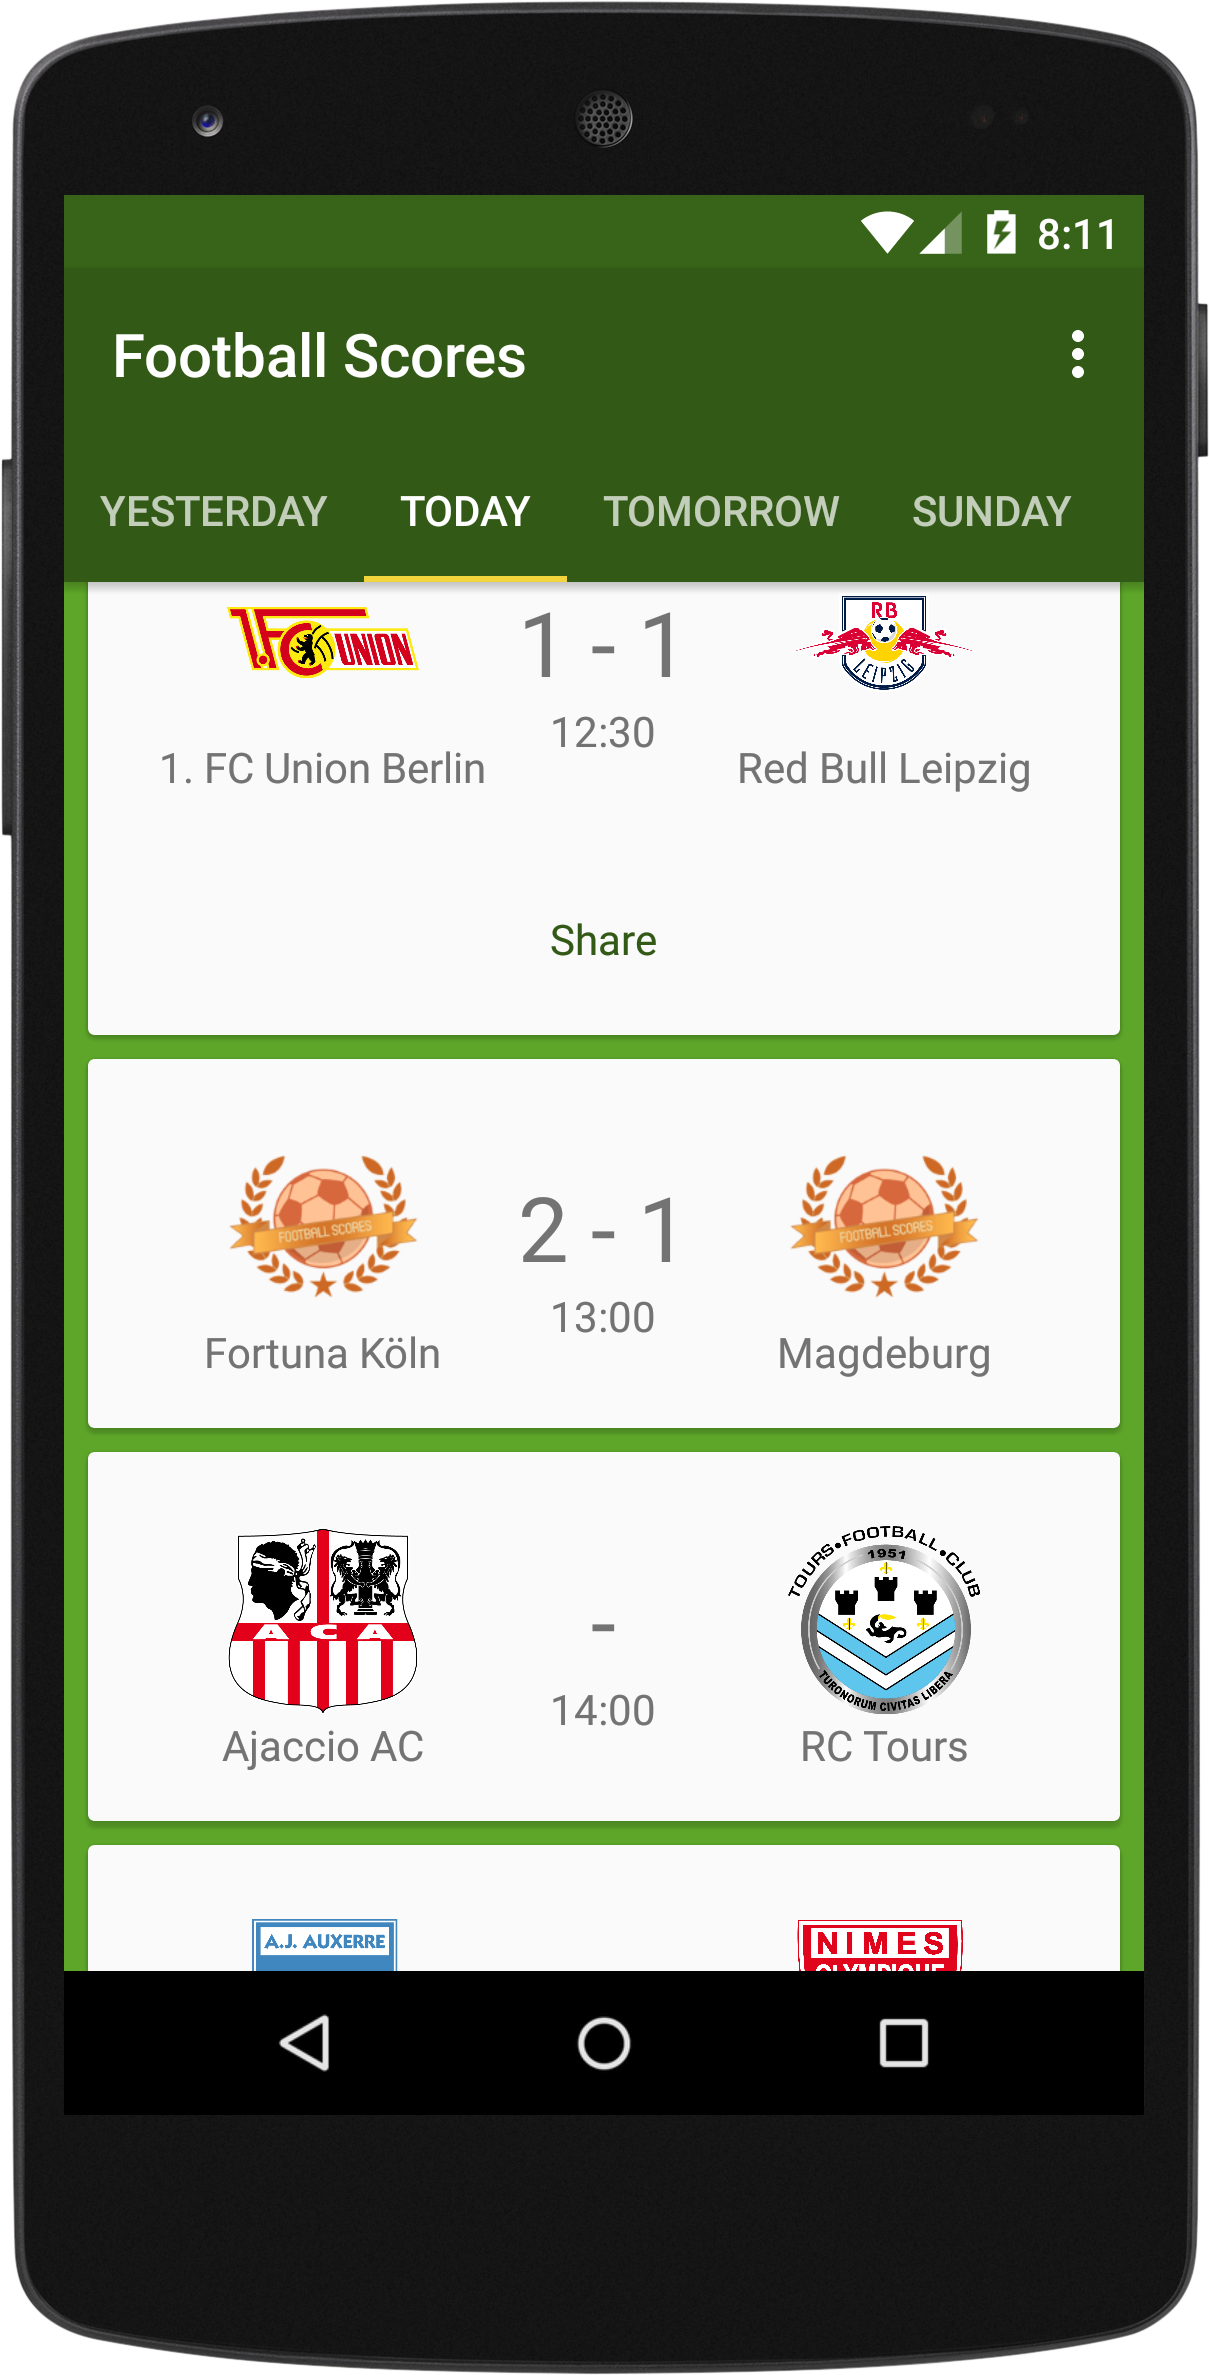 8:11
Football Scores
YESTERDAY TODAY TOMORROW SUNDAY
1.FC UNION
1 - 1
RB
LEIPZIG
12:30
1. FC Union Berlin
Red Bull Leipzig
Share
FOOTBALL SCORES
2 - 1
FOOTBALL SCORES
13:00
Fortuna Köln
Magdeburg
ACA
-
TOURS•FOOTBALL•CLUB
1951
TURONORUM CIVITAS LIBERA
14:00
Ajaccio AC
RC Tours
A.J. AUXERRE
NIMES
OLYMPIQUE